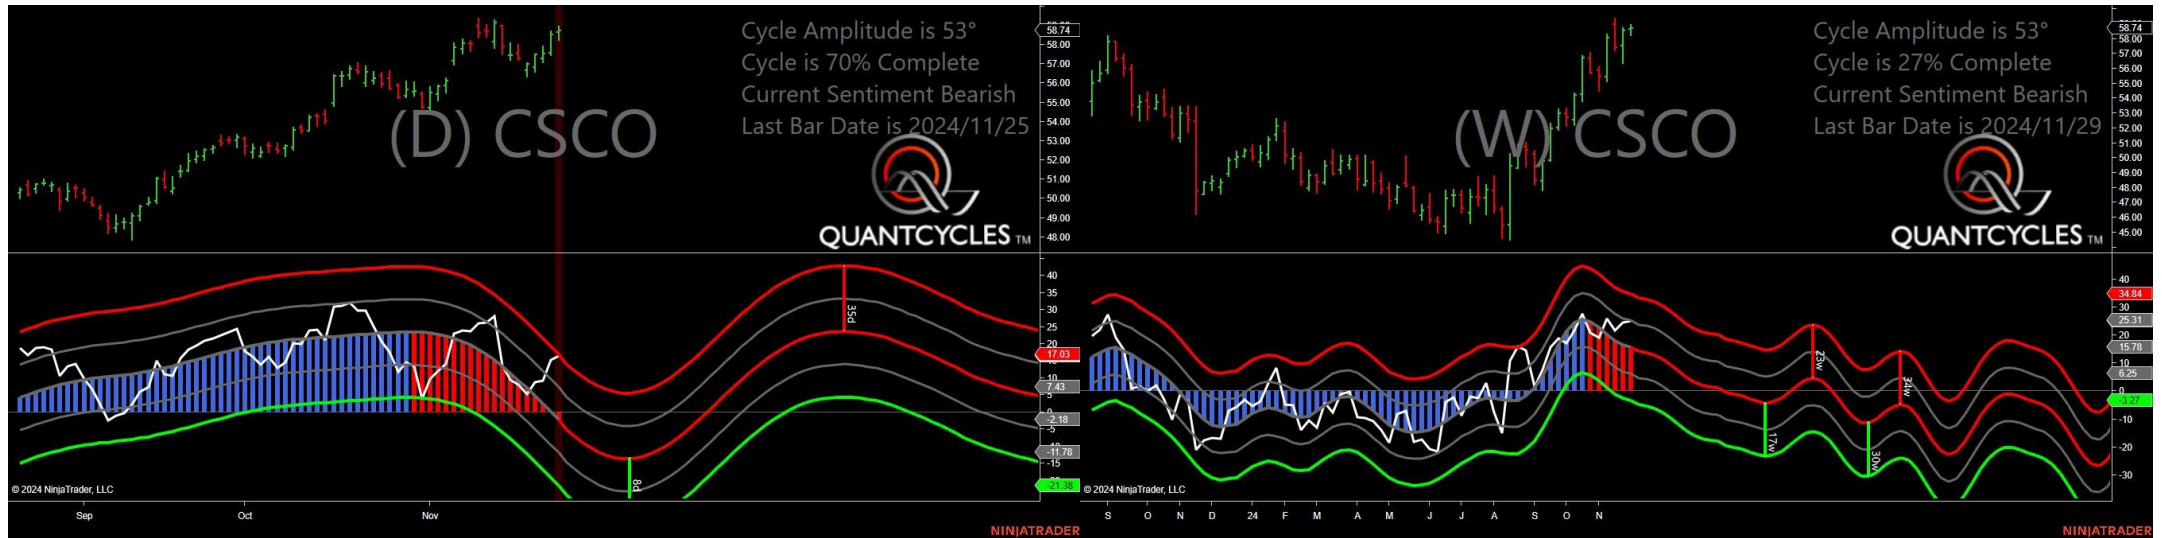 Cycle Amplitude is 53°
Cycle is 70% Complete
Current Sentiment Bearish
Last Bar Date is 2024/11/25
(D) CSCO
QUANTCYCLES TM
58.74
58.00
57.00
56.00
55.00
54.00
53.00
52.00
51.00
50.00
49.00
48.00
40
35
30
25
20
17.03
10
7.43
5
0
-2.18
-5
-11.78
-15
-21.38
35d
8d
© 2024 NinjaTrader, LLC
Sep Oct Nov
NINJATRADER
Cycle Amplitude is 53°
Cycle is 27% Complete
Current Sentiment Bearish
Last Bar Date is 2024/11/29
(W) CSCO
QUANTCYCLES TM
58.74
58.00
57.00
56.00
55.00
54.00
53.00
52.00
51.00
50.00
49.00
48.00
47.00
46.00
45.00
40
34.84
30
25.31
15.78
10
6.25
0
-3.27
-10
-20
-30
17w
23w
30w
34w
© 2024 NinjaTrader, LLC
S O N D 24 F M A M J J A S O N
NINJATRADER